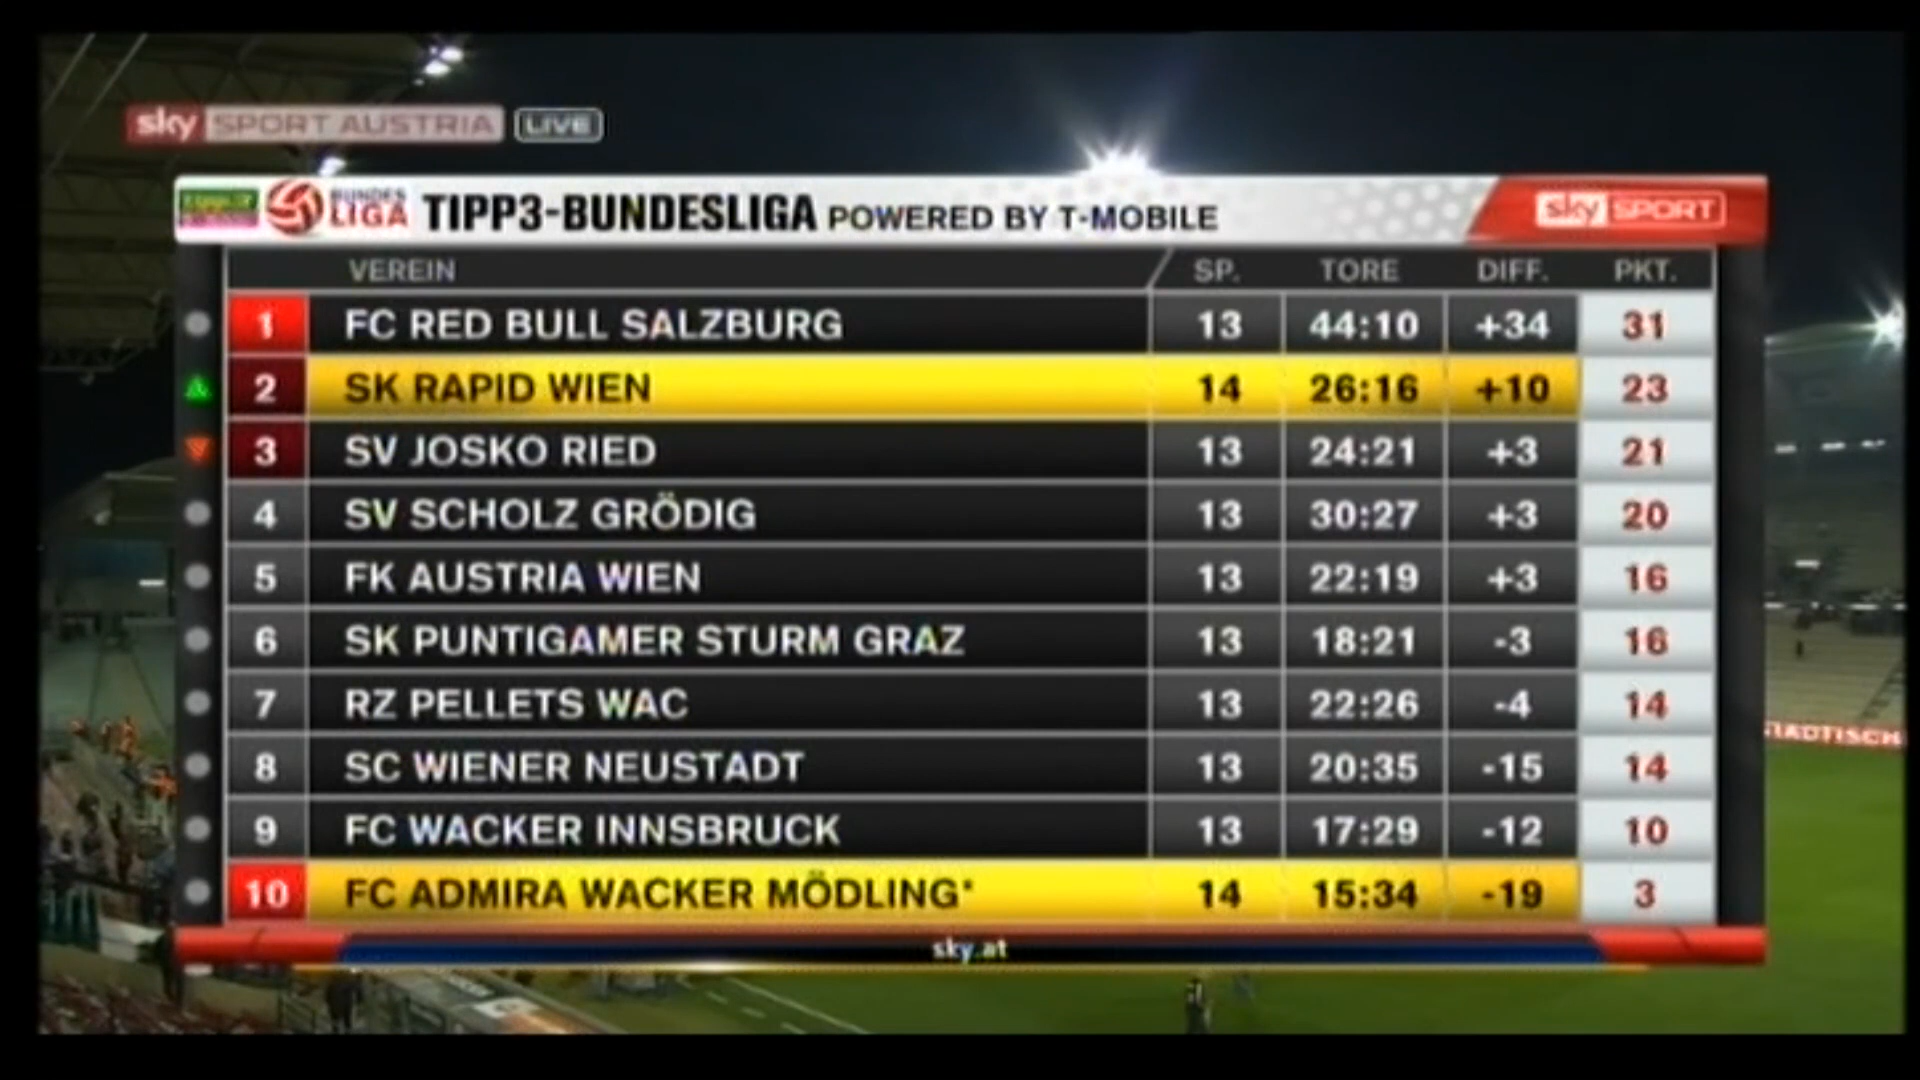 sky SPORT AUSTRIA LIVE
BUNDES LIGA TIPP3-BUNDESLIGA POWERED BY T-MOBILE sky SPORT
VEREIN SP. TORE DIFF. PKT.
1 FC RED BULL SALZBURG 13 44:10 +34 31
2 SK RAPID WIEN 14 26:16 +10 23
3 SV JOSKO RIED 13 24:21 +3 21
4 SV SCHOLZ GRÖDIG 13 30:27 +3 20
5 FK AUSTRIA WIEN 13 22:19 +3 16
6 SK PUNTIGAMER STURM GRAZ 13 18:21 -3 16
7 RZ PELLETS WAC 13 22:26 -4 14
8 SC WIENER NEUSTADT 13 20:35 -15 14
9 FC WACKER INNSBRUCK 13 17:29 -12 10
10 FC ADMIRA WACKER MÖDLING* 14 15:34 -19 3
sky.at